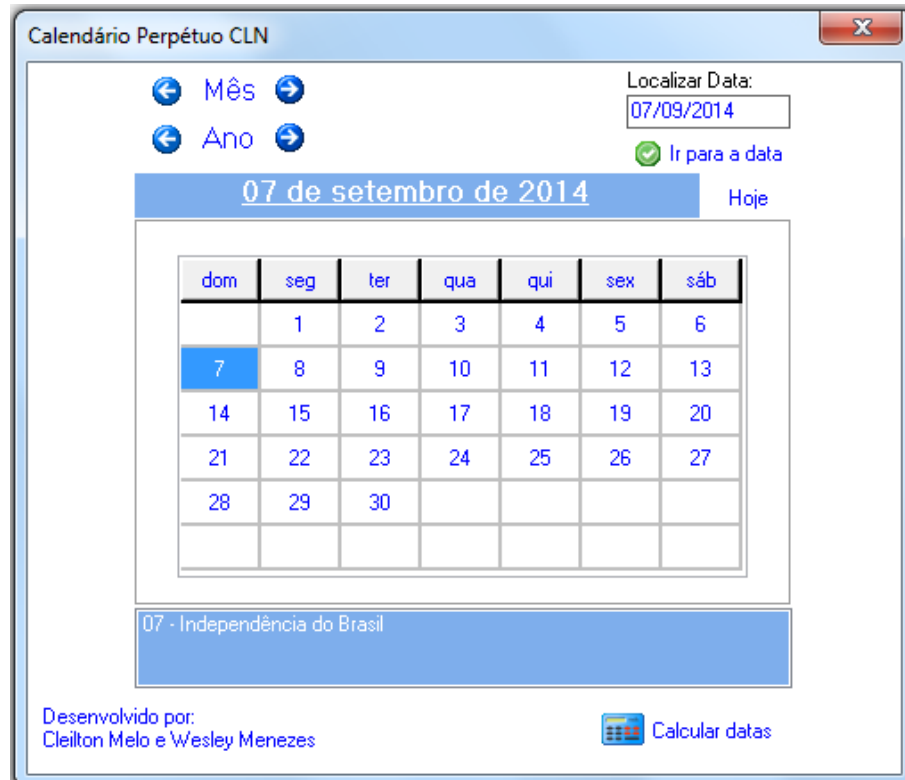 Calendário Perpétuo CLN
Mês
Ano
Localizar Data:
07/09/2014
Ir para a data
07 de setembro de 2014
Hoje
dom seg ter qua qui sex sáb
1 2 3 4 5 6
7 8 9 10 11 12 13
14 15 16 17 18 19 20
21 22 23 24 25 26 27
28 29 30
07 - Independência do Brasil
Desenvolvido por:
Cleilton Melo e Wesley Menezes
Calcular datas